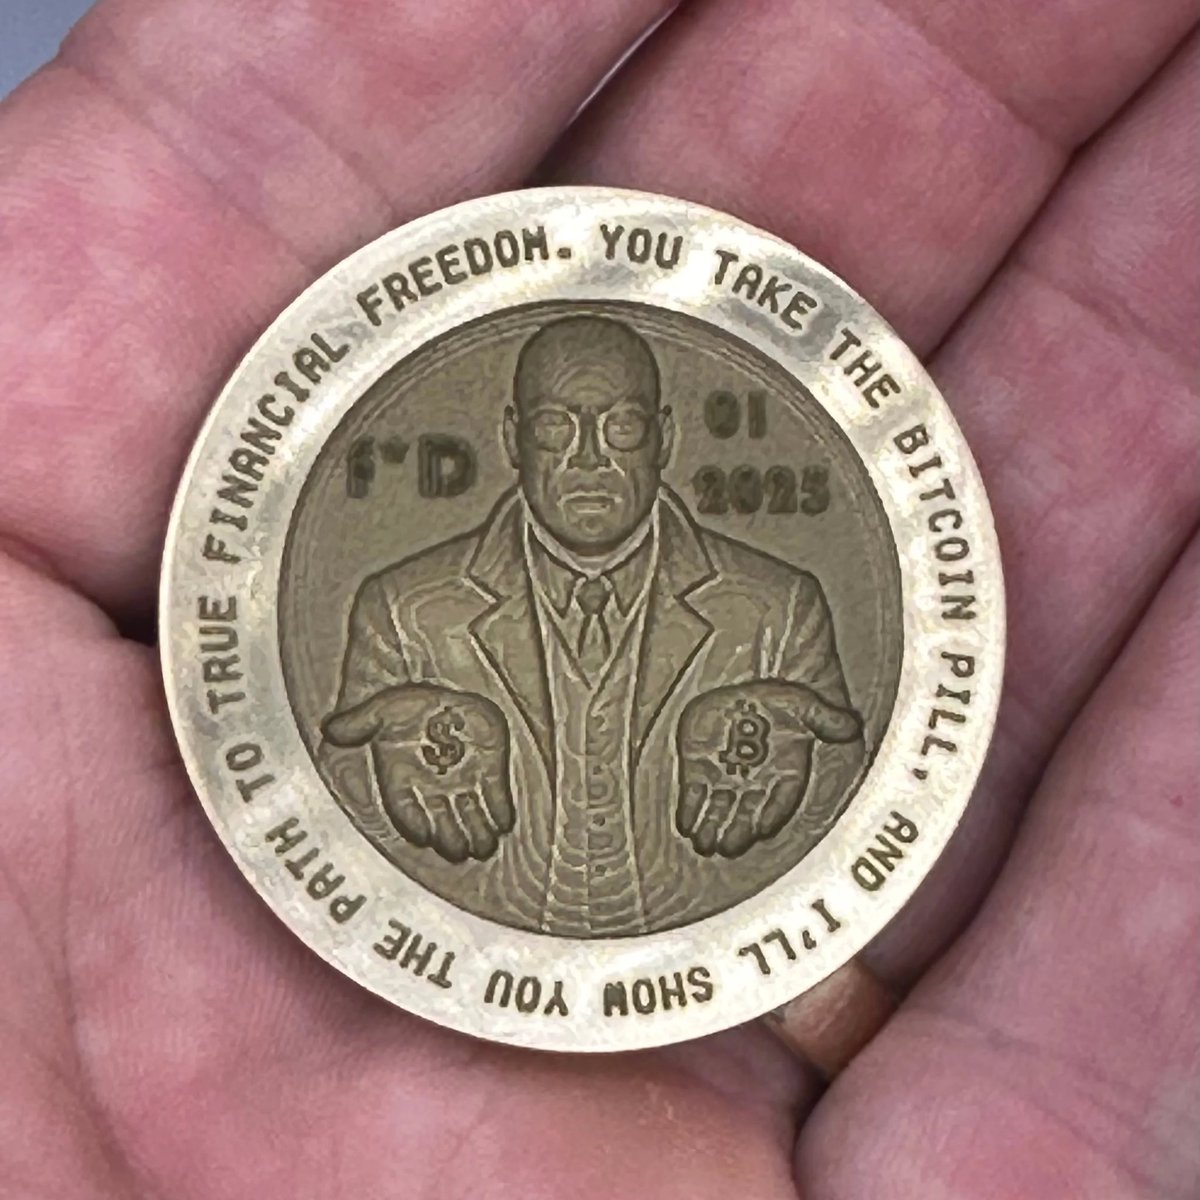 YOU TAKE THE BITCOIN PILL, AND I'LL SHOW YOU THE PATH TO TRUE FINANCIAL FREEDOM.
01
2025
$
₿